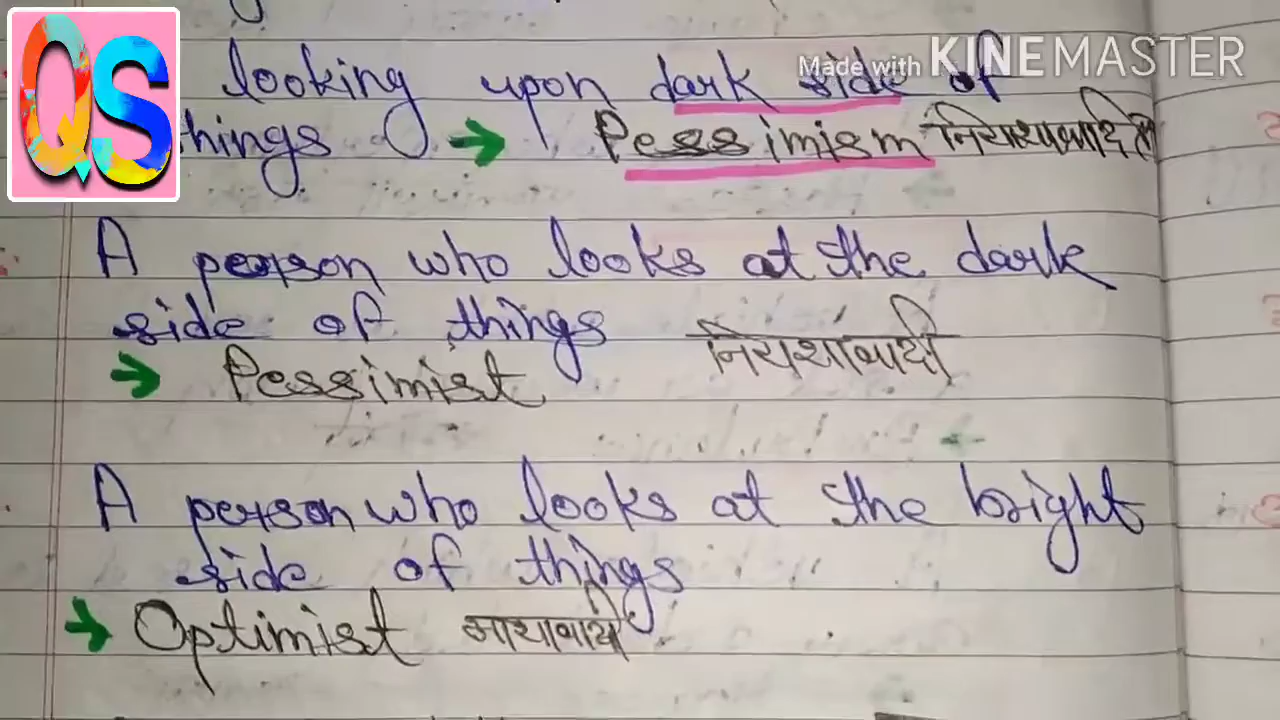 QS
Made with KINEMASTER
looking upon dark side of
things → Pessimism निराशावादिता
A person who looks at the dark
side of things निराशावादी
→ Pessimist
A person who looks at the bright
side of things
→ Optimist आशावादी